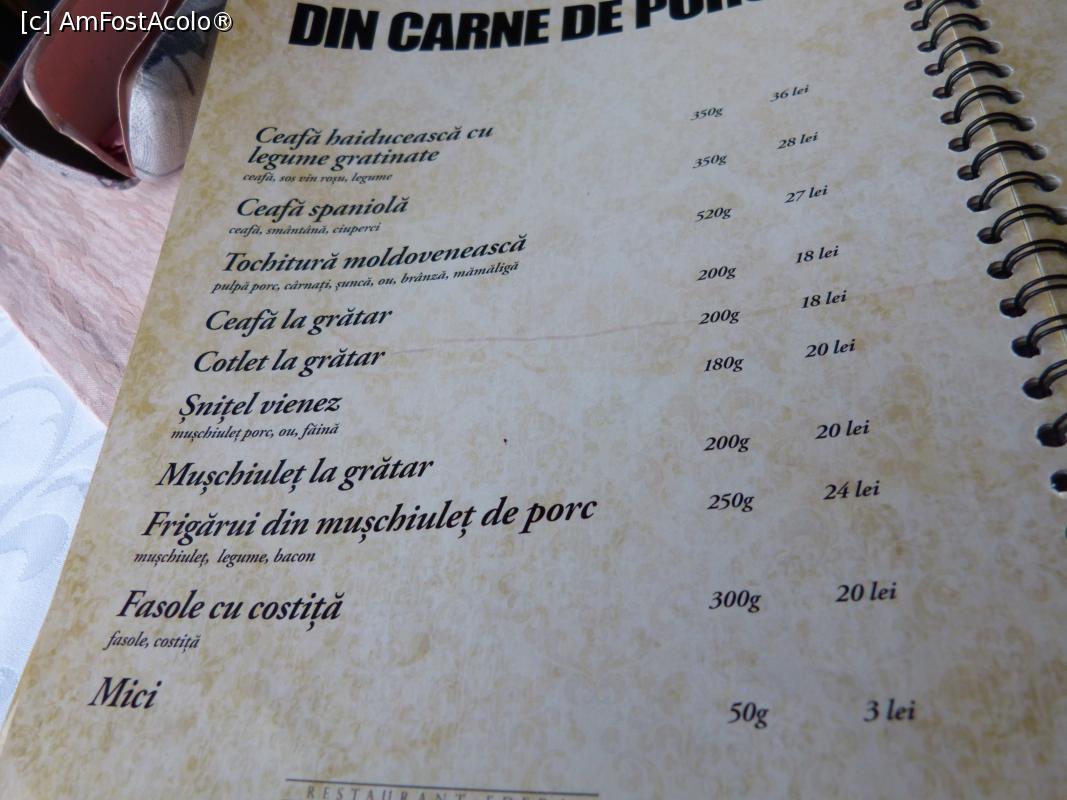 [c] AmFostAcolo®
DIN CARNE DE PORC
Ceafă haiducească cu
legume gratinate 350g 36 lei
ceafă, sos vin roșu, legume
Ceafă spaniolă 350g 28 lei
ceafă, smântână, ciuperci
Tochitură moldovenească 520g 27 lei
pulpă porc, cârnați, șuncă, ou, brânză, mămăligă
Ceafă la grătar 200g 18 lei
Cotlet la grătar 200g 18 lei
Șnițel vienez 180g 20 lei
mușchiuleț porc, ou, făină
Mușchiuleț la grătar 200g 20 lei
Frigărui din mușchiuleț de porc 250g 24 lei
mușchiuleț, legume, bacon
Fasole cu costiță 300g 20 lei
fasole, costiță
Mici 50g 3 lei
RESTAURANT